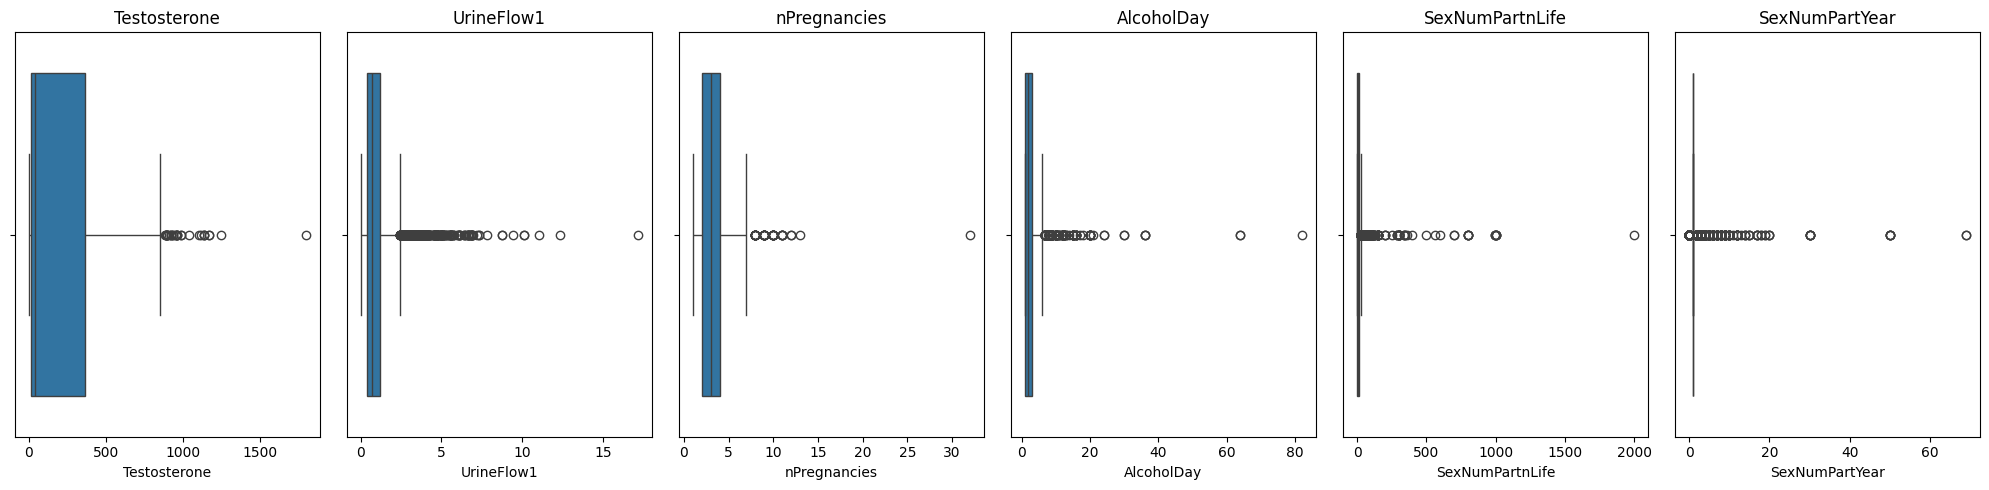 Testosterone
0 500 1000 1500
Testosterone
UrineFlow1
0 5 10 15
UrineFlow1
nPregnancies
0 5 10 15 20 25 30
nPregnancies
AlcoholDay
0 20 40 60 80
AlcoholDay
SexNumPartnLife
0 500 1000 1500 2000
SexNumPartnLife
SexNumPartYear
0 20 40 60
SexNumPartYear